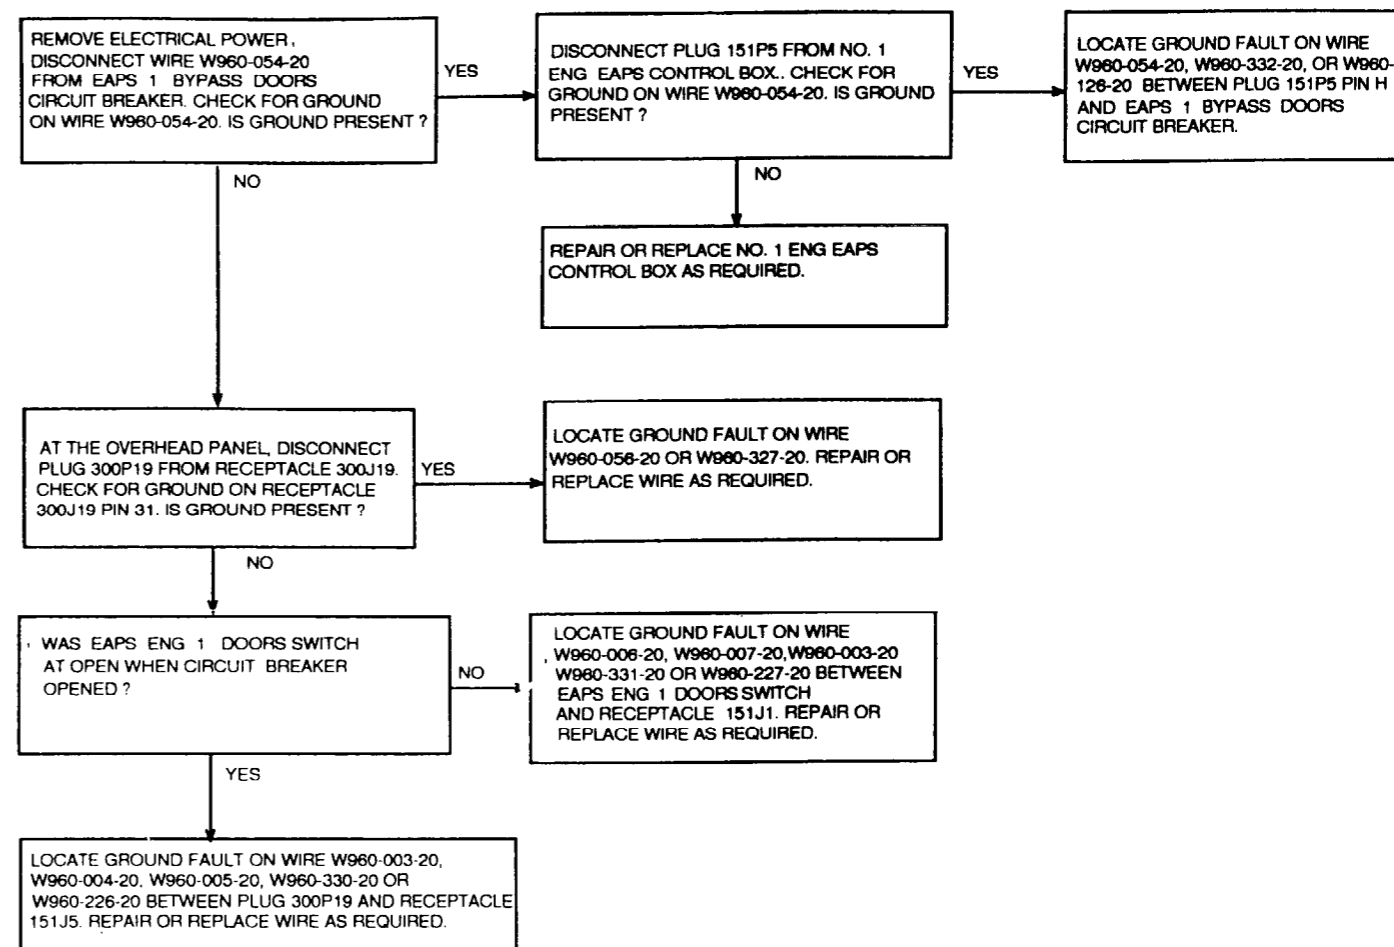 REMOVE ELECTRICAL POWER,
DISCONNECT WIRE W960-054-20
FROM EAPS 1 BYPASS DOORS
CIRCUIT BREAKER. CHECK FOR GROUND
ON WIRE W960-054-20. IS GROUND PRESENT ?
YES
DISCONNECT PLUG 151P5 FROM NO. 1
ENG EAPS CONTROL BOX.. CHECK FOR
GROUND ON WIRE W960-054-20. IS GROUND
PRESENT ?
YES
LOCATE GROUND FAULT ON WIRE
W960-054-20, W960-332-20, OR W960-
126-20 BETWEEN PLUG 151P5 PIN H
AND EAPS 1 BYPASS DOORS
CIRCUIT BREAKER.
NO
NO
REPAIR OR REPLACE NO. 1 ENG EAPS
CONTROL BOX AS REQUIRED.
AT THE OVERHEAD PANEL, DISCONNECT
PLUG 300P19 FROM RECEPTACLE 300J19.
CHECK FOR GROUND ON RECEPTACLE
300J19 PIN 31. IS GROUND PRESENT ?
YES
LOCATE GROUND FAULT ON WIRE
W960-056-20 OR W960-327-20. REPAIR OR
REPLACE WIRE AS REQUIRED.
NO
WAS EAPS ENG 1 DOORS SWITCH
AT OPEN WHEN CIRCUIT BREAKER
OPENED ?
NO
LOCATE GROUND FAULT ON WIRE
W960-006-20, W960-007-20, W960-003-20
W960-331-20 OR W960-227-20 BETWEEN
EAPS ENG 1 DOORS SWITCH
AND RECEPTACLE 151J1. REPAIR OR
REPLACE WIRE AS REQUIRED.
YES
LOCATE GROUND FAULT ON WIRE W960-003-20,
W960-004-20, W960-005-20, W960-330-20 OR
W960-226-20 BETWEEN PLUG 300P19 AND RECEPTACLE
151J5. REPAIR OR REPLACE WIRE AS REQUIRED.